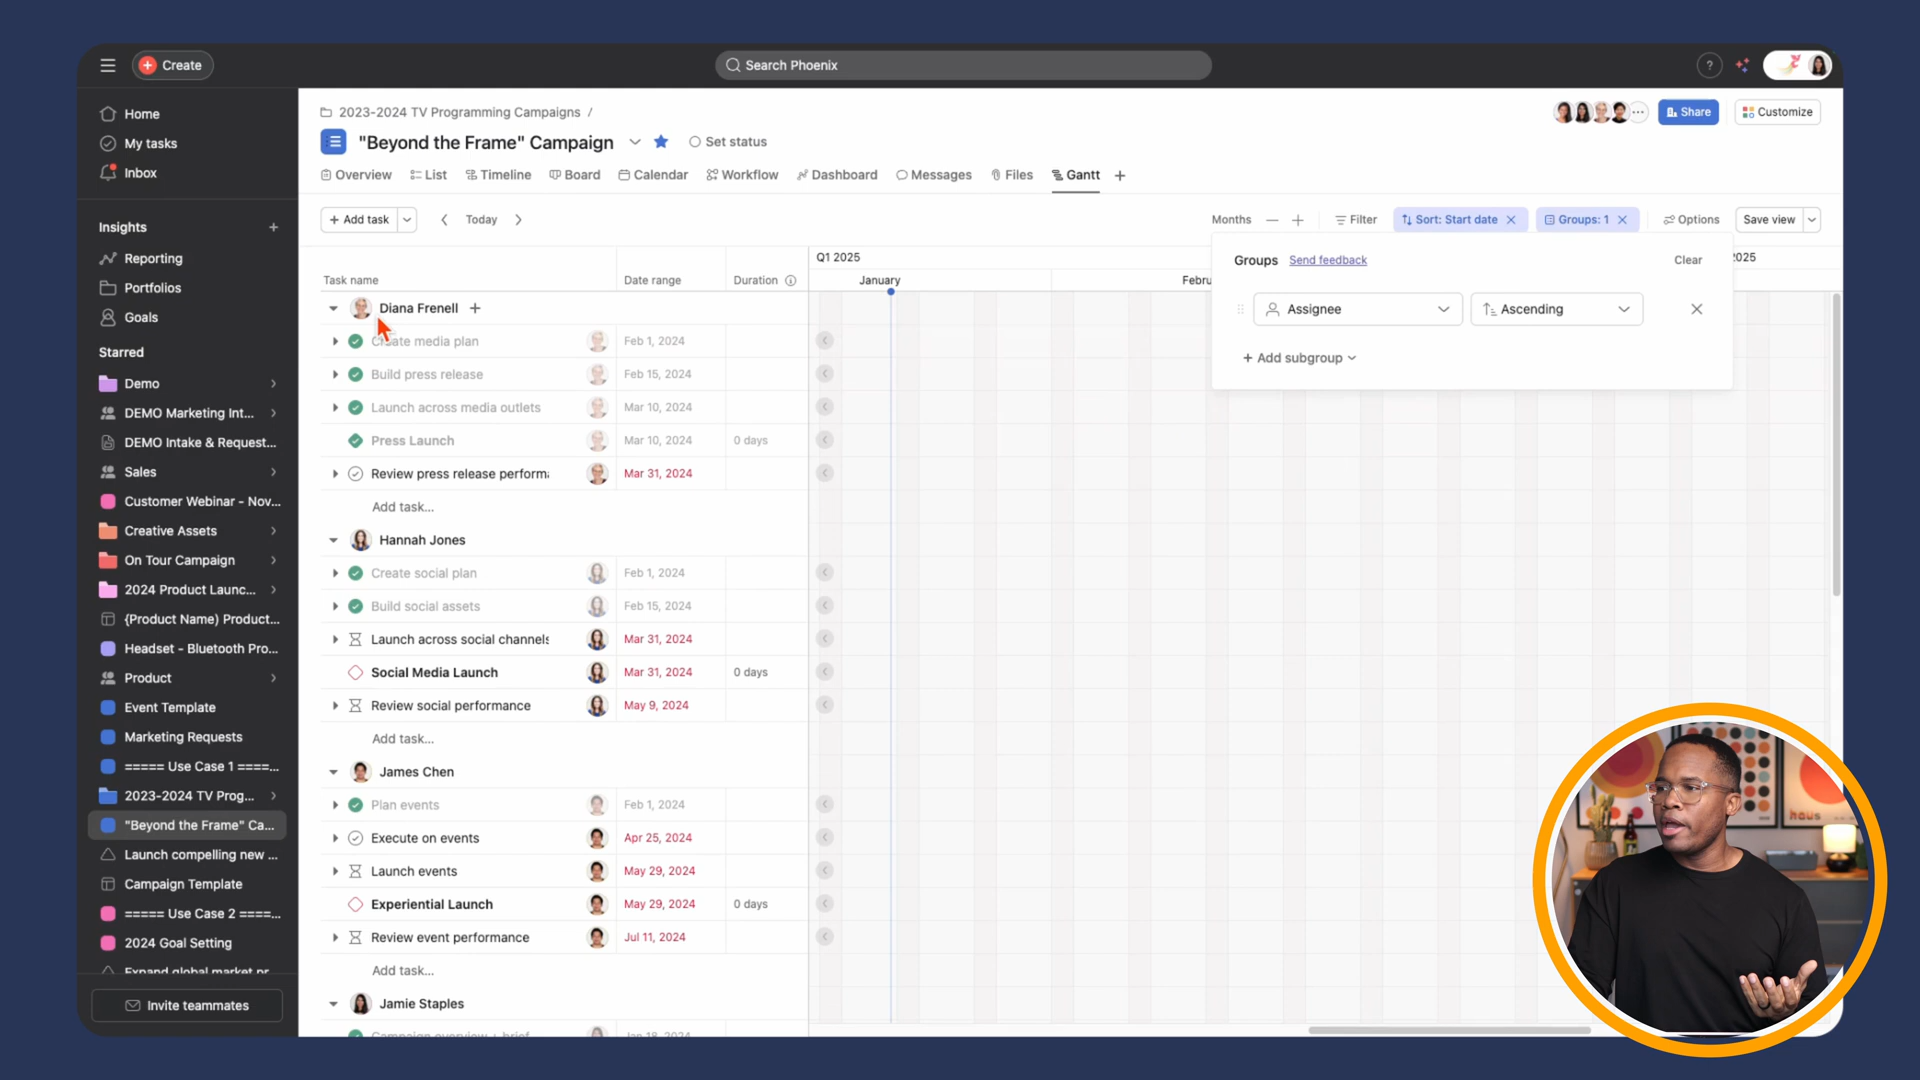 Create
Search Phoenix
?
Home
My tasks
Inbox
Insights
Reporting
Portfolios
Goals
Starred
Demo
DEMO Marketing Int...
DEMO Intake & Request...
Sales
Customer Webinar - Nov...
Creative Assets
On Tour Campaign
2024 Product Launc...
{Product Name} Product...
Headset - Bluetooth Pro...
Product
Event Template
Marketing Requests
===== Use Case 1 ====...
2023-2024 TV Prog...
"Beyond the Frame" Ca...
Launch compelling new ...
Campaign Template
===== Use Case 2 ====...
2024 Goal Setting
Expand global market pr
Invite teammates
2023-2024 TV Programming Campaigns /
"Beyond the Frame" Campaign
Set status
Share
Customize
Overview List Timeline Board Calendar Workflow Dashboard Messages Files Gantt +
+ Add task
Today
Months — +
Filter
Sort: Start date
Groups: 1
Options
Save view
Task name
Date range
Duration
Q1 2025
January
Febru
2025
Groups
Send feedback
Clear
Assignee
Ascending
+ Add subgroup
Diana Frenell +
Create media plan Feb 1, 2024
Build press release Feb 15, 2024
Launch across media outlets Mar 10, 2024
Press Launch Mar 10, 2024 0 days
Review press release performa Mar 31, 2024
Add task...
Hannah Jones
Create social plan Feb 1, 2024
Build social assets Feb 15, 2024
Launch across social channels Mar 31, 2024
Social Media Launch Mar 31, 2024 0 days
Review social performance May 9, 2024
Add task...
James Chen
Plan events Feb 1, 2024
Execute on events Apr 25, 2024
Launch events May 29, 2024
Experiential Launch May 29, 2024 0 days
Review event performance Jul 11, 2024
Add task...
Jamie Staples
Campaign overview + brief Jan 18, 2024
haus